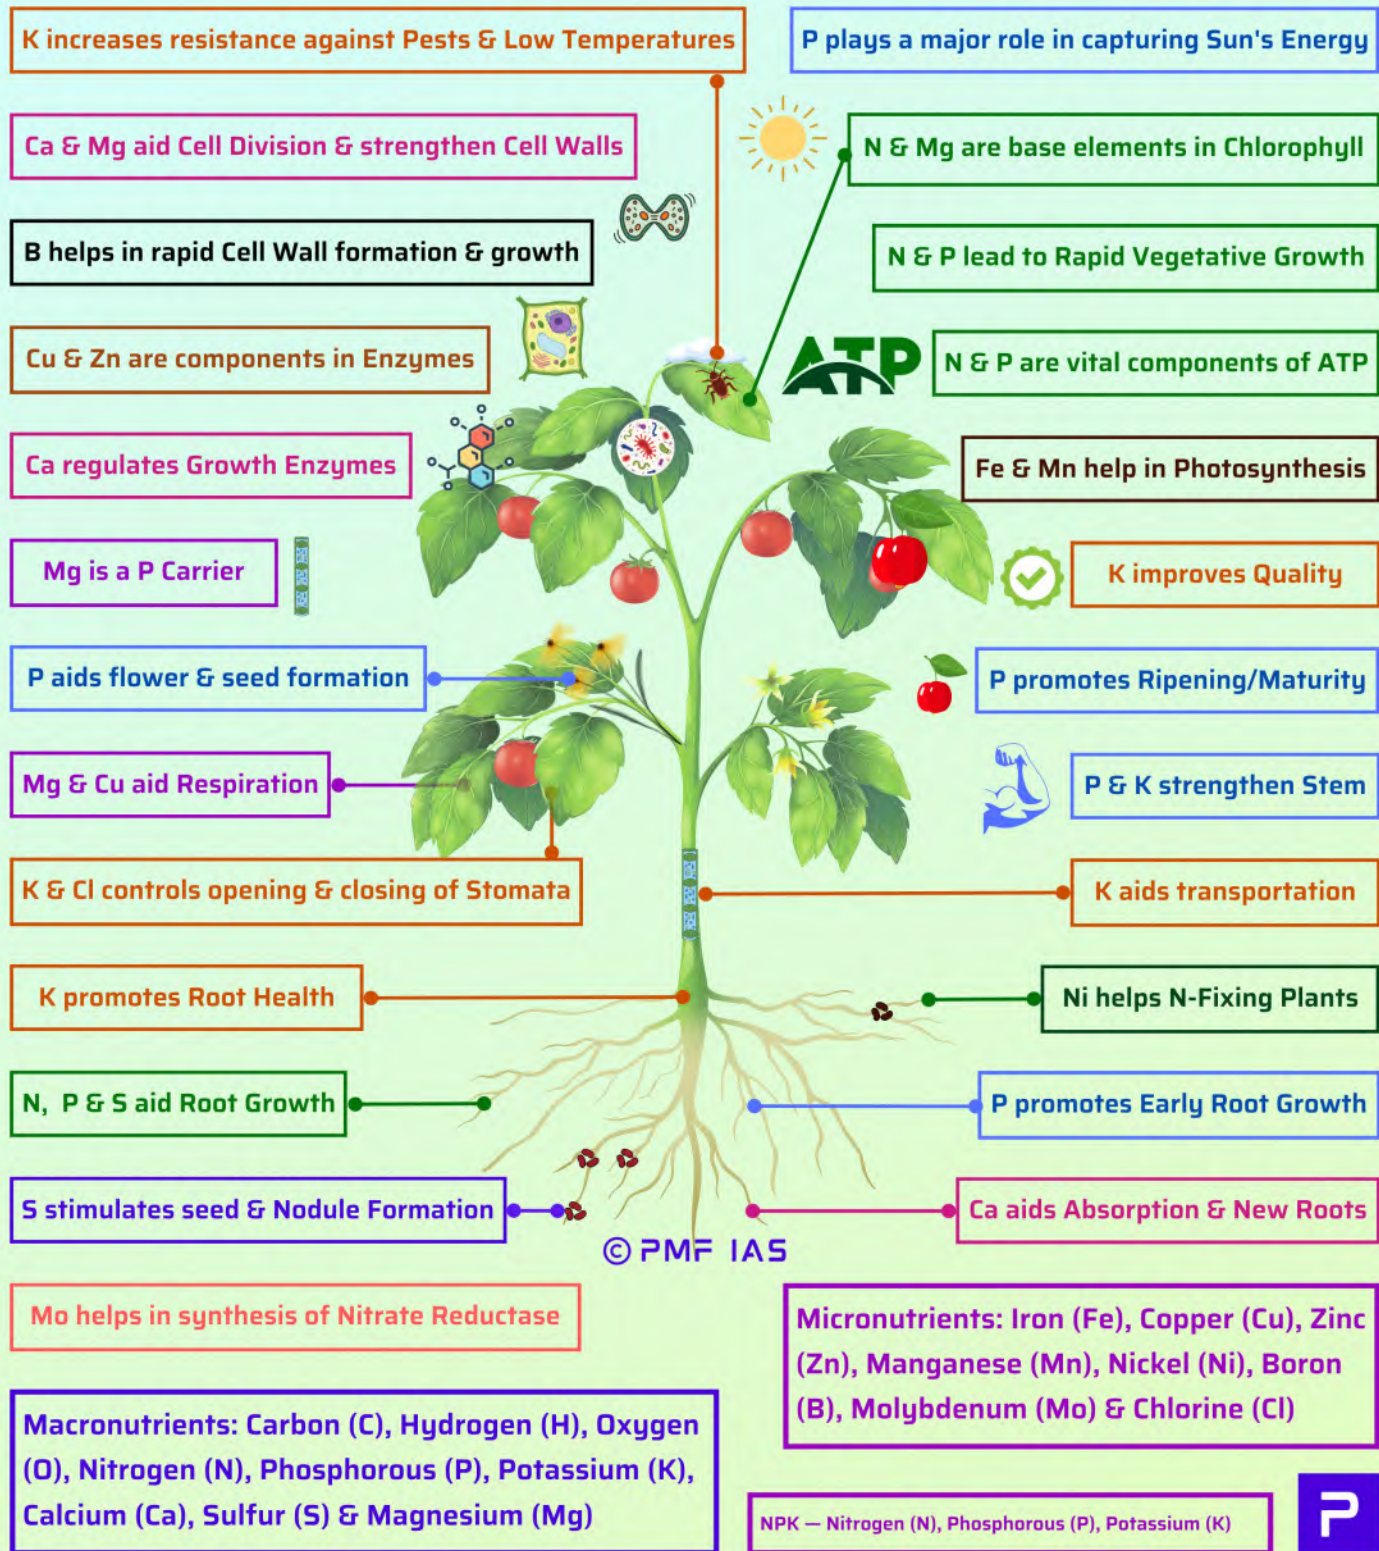 K increases resistance against Pests & Low Temperatures
P plays a major role in capturing Sun's Energy
Ca & Mg aid Cell Division & strengthen Cell Walls
N & Mg are base elements in Chlorophyll
B helps in rapid Cell Wall formation & growth
N & P lead to Rapid Vegetative Growth
Cu & Zn are components in Enzymes
ATP
N & P are vital components of ATP
Ca regulates Growth Enzymes
Fe & Mn help in Photosynthesis
Mg is a P Carrier
K improves Quality
P aids flower & seed formation
P promotes Ripening/Maturity
Mg & Cu aid Respiration
P & K strengthen Stem
K & Cl controls opening & closing of Stomata
K aids transportation
K promotes Root Health
Ni helps N-Fixing Plants
N,  P & S aid Root Growth
P promotes Early Root Growth
S stimulates seed & Nodule Formation
Ca aids Absorption & New Roots
© PMF IAS
Mo helps in synthesis of Nitrate Reductase
Micronutrients: Iron (Fe), Copper (Cu), Zinc
(Zn), Manganese (Mn), Nickel (Ni), Boron
(B), Molybdenum (Mo) & Chlorine (Cl)
Macronutrients: Carbon (C), Hydrogen (H), Oxygen
(O), Nitrogen (N), Phosphorous (P), Potassium (K),
Calcium (Ca), Sulfur (S) & Magnesium (Mg)
NPK — Nitrogen (N), Phosphorous (P), Potassium (K)
P